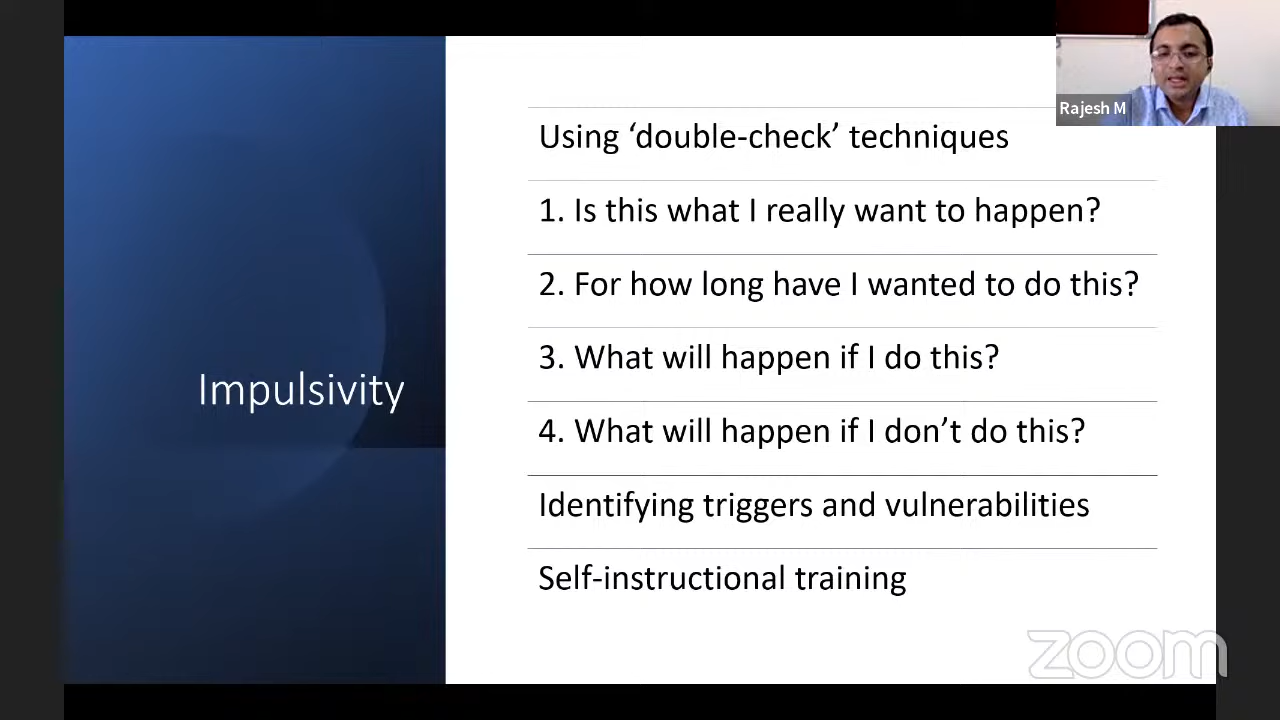 Rajesh M
Using ‘double-check’ techniques
1. Is this what I really want to happen?
2. For how long have I wanted to do this?
3. What will happen if I do this?
Impulsivity
4. What will happen if I don’t do this?
Identifying triggers and vulnerabilities
Self-instructional training
zoom